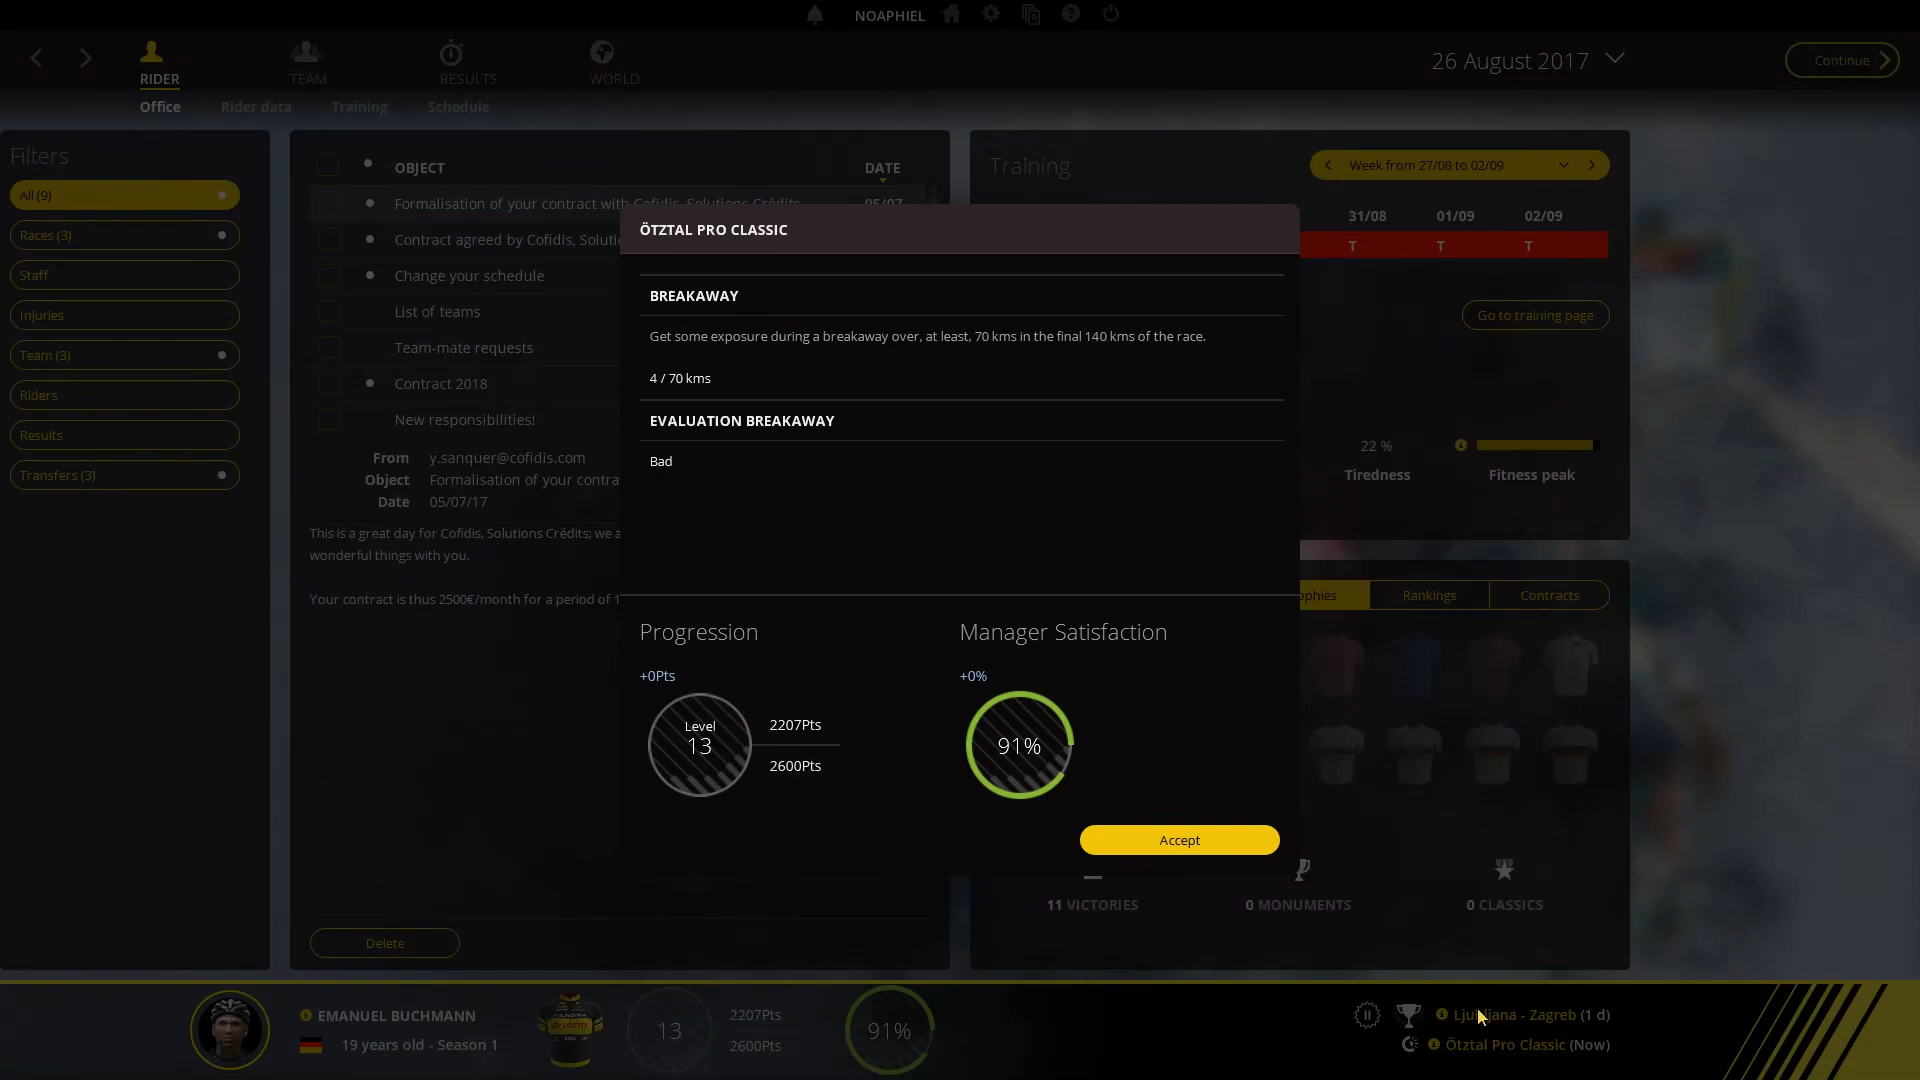 NOAPHIEL
RIDER
TEAM
RESULTS
WORLD
26 August 2017
Continue
Office
Rider data
Training
Schedule
Filters
All (9)
Races (3)
Staff
Injuries
Team (3)
Riders
Results
Transfers (3)
OBJECT
DATE
Formalisation of your contract with Cofidis, Solutions Crédits
05/07
Contract agreed by Cofidis, Soluti
Change your schedule
List of teams
Team-mate requests
Contract 2018
New responsibilities!
From y.sanquer@cofidis.com
Object Formalisation of your contra
Date 05/07/17
This is a great day for Cofidis, Solutions Crédits; we a
wonderful things with you.
Your contract is thus 2500€/month for a period of 1
Delete
ÖTZTAL PRO CLASSIC
BREAKAWAY
Get some exposure during a breakaway over, at least, 70 kms in the final 140 kms of the race.
4 / 70 kms
EVALUATION BREAKAWAY
Bad
Progression
+0Pts
Level
13
2207Pts
2600Pts
Manager Satisfaction
+0%
91%
Accept
Training
Week from 27/08 to 02/09
31/08 01/09 02/09
T T T
Go to training page
22 %
Tiredness
Fitness peak
ophies
Rankings
Contracts
11 VICTORIES
0 MONUMENTS
0 CLASSICS
EMANUEL BUCHMANN
19 years old - Season 1
LOTTO
13
2207Pts
2600Pts
91%
Ljubljana - Zagreb (1 d)
Ötztal Pro Classic (Now)